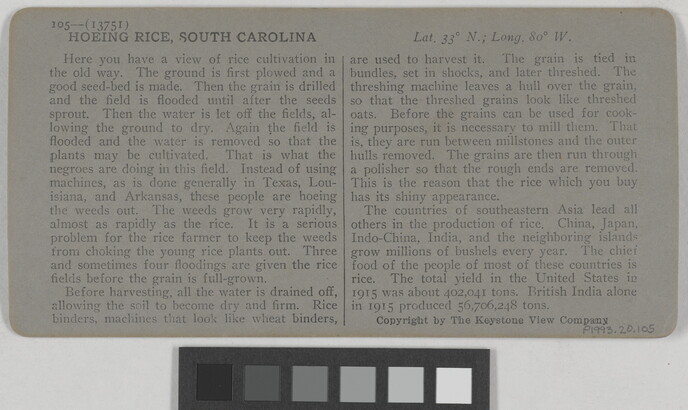 105—(13751)
HOEING RICE, SOUTH CAROLINA
Lat. 33° N.; Long. 80° W.
Here you have a view of rice cultivation in
the old way. The ground is first plowed and a
good seed-bed is made. Then the grain is drilled
and the field is flooded until after the seeds
sprout. Then the water is let off the fields, al-
lowing the ground to dry. Again the field is
flooded and the water is removed so that the
plants may be cultivated. That is what the
negroes are doing in this field. Instead of using
machines, as is done generally in Texas, Lou-
isiana, and Arkansas, these people are hoeing
the weeds out. The weeds grow very rapidly,
almost as rapidly as the rice. It is a serious
problem for the rice farmer to keep the weeds
from choking the young rice plants out. Three
and sometimes four floodings are given the rice
fields before the grain is full-grown.
Before harvesting, all the water is drained off,
allowing the soil to become dry and firm. Rice
binders, machines that look like wheat binders,
are used to harvest it. The grain is tied in
bundles, set in shocks, and later threshed. The
threshing machine leaves a hull over the grain,
so that the threshed grains look like threshed
oats. Before the grains can be used for cook-
ing purposes, it is necessary to mill them. That
is, they are run between millstones and the outer
hulls removed. The grains are then run through
a polisher so that the rough ends are removed.
This is the reason that the rice which you buy
has its shiny appearance.
The countries of southeastern Asia lead all
others in the production of rice. China, Japan,
Indo-China, India, and the neighboring islands
grow millions of bushels every year. The chief
food of the people of most of these countries is
rice. The total yield in the United States in
1915 was about 402,041 tons. British India alone
in 1915 produced 56,706,248 tons.
Copyright by The Keystone View Company
P1993.20.105